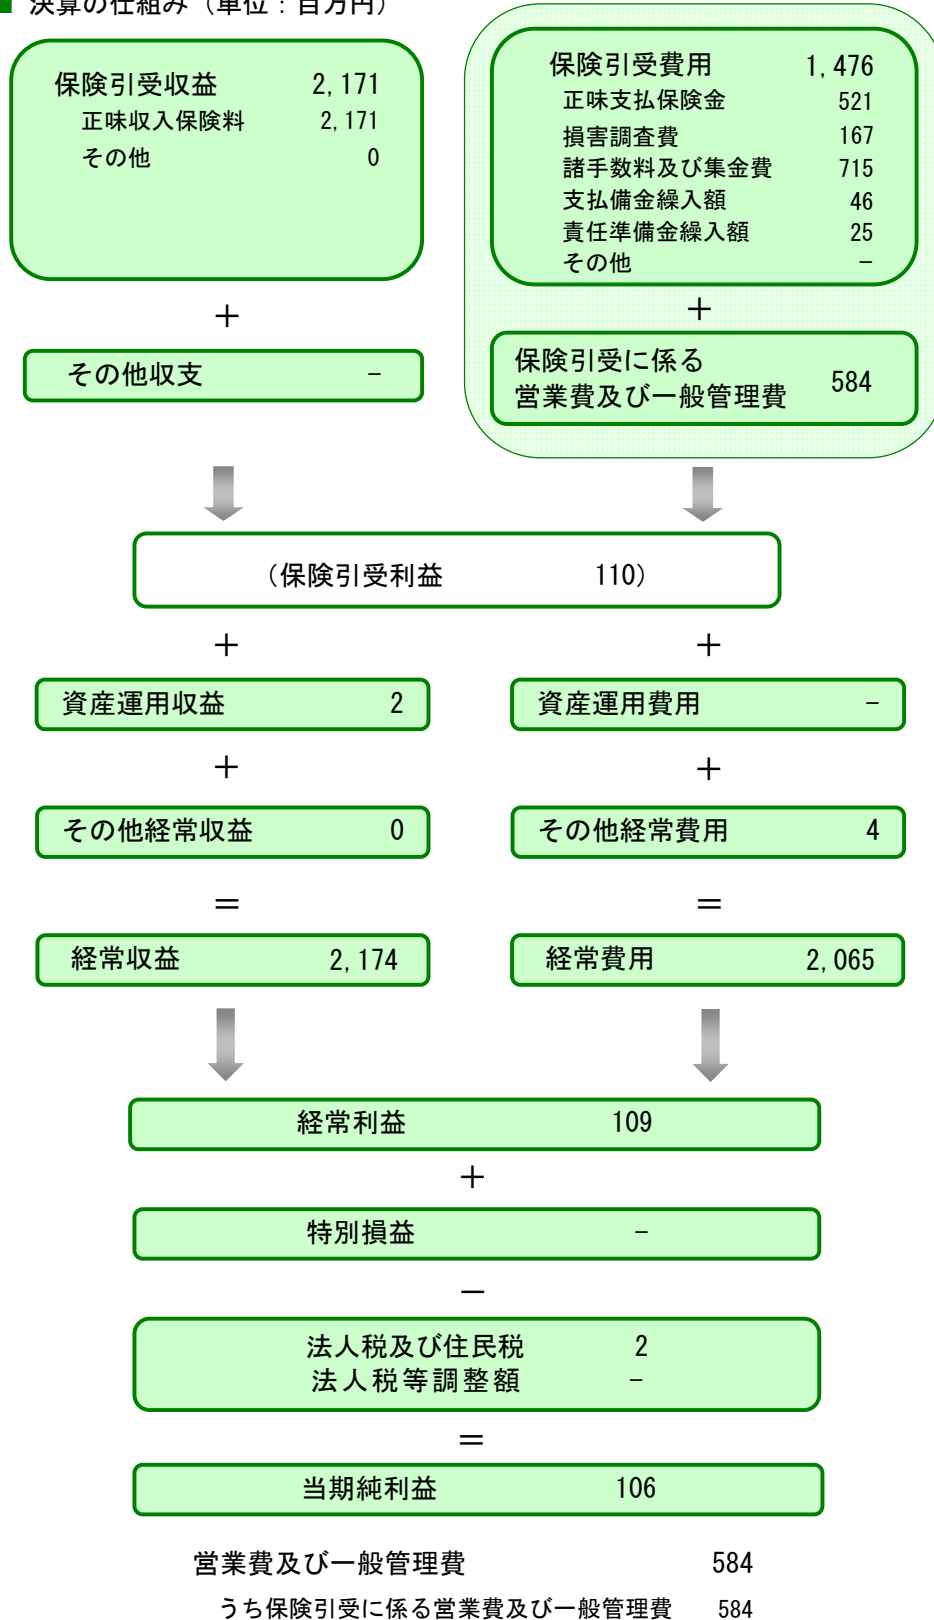 ■ 決算の仕組み（単位：百万円）
保険引受収益 2,171
正味収入保険料 2,171
その他 0
＋
その他収支 －
保険引受費用 1,476
正味支払保険金 521
損害調査費 167
諸手数料及び集金費 715
支払備金繰入額 46
責任準備金繰入額 25
その他 －
＋
保険引受に係る
営業費及び一般管理費 584
（保険引受利益 110）
＋ ＋
資産運用収益 2 資産運用費用 －
＋ ＋
その他経常収益 0 その他経常費用 4
＝ ＝
経常収益 2,174 経常費用 2,065
経常利益 109
＋
特別損益 －
－
法人税及び住民税 2
法人税等調整額 －
＝
当期純利益 106
営業費及び一般管理費 584
うち保険引受に係る営業費及び一般管理費 584